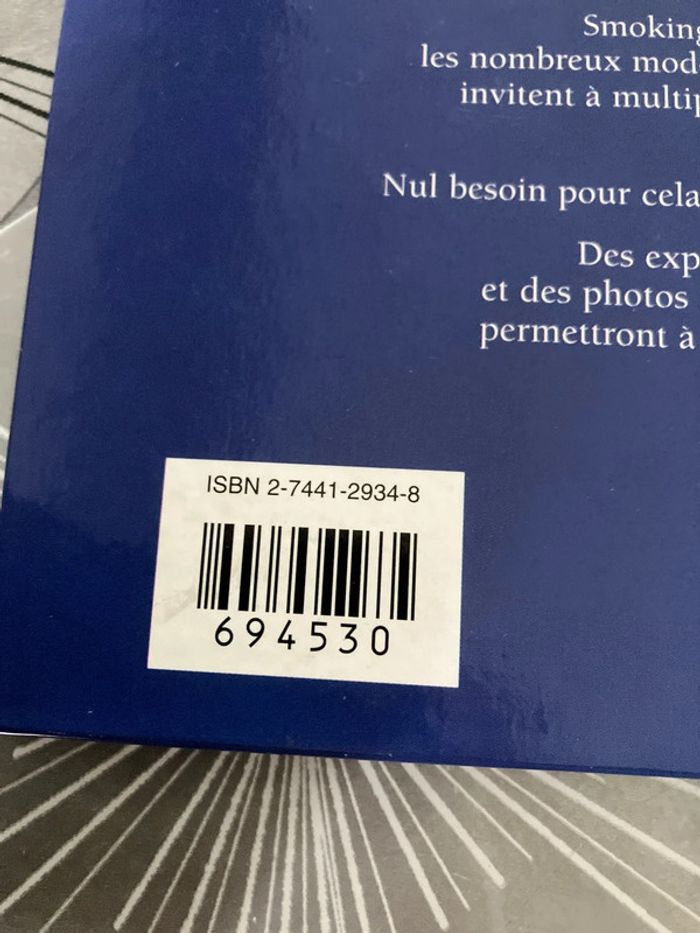 Smoking
les nombreux mod
invitent à multip
Nul besoin pour cela
Des exp
et des photos
permettront à
ISBN 2-7441-2934-8
694530